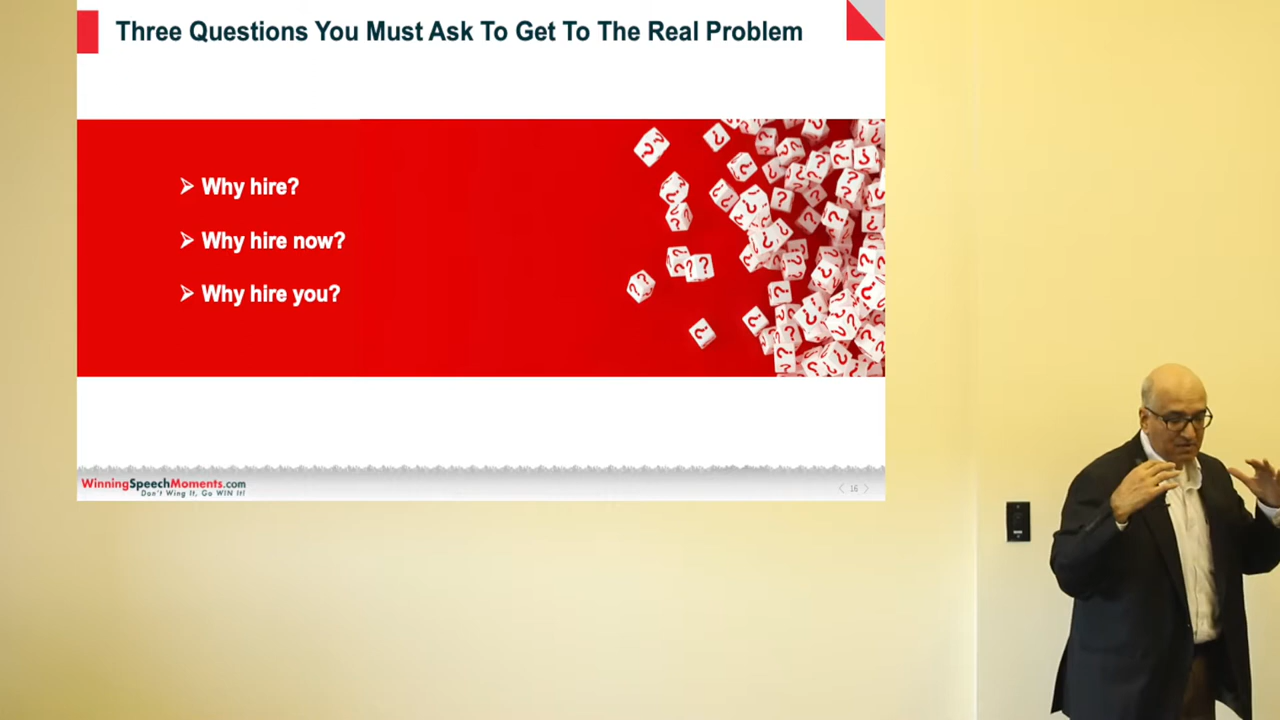 Three Questions You Must Ask To Get To The Real Problem
➢ Why hire?
➢ Why hire now?
➢ Why hire you?
WinningSpeechMoments.com
Don't Wing It, Go WIN It!
16